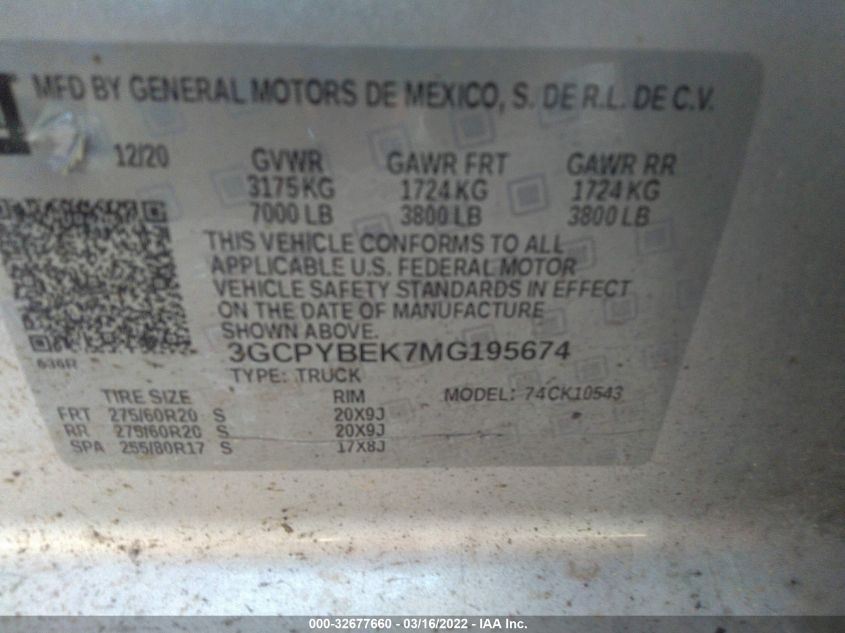 MFD BY GENERAL MOTORS DE MEXICO, S. DE R.L. DE C.V.
12/20 GVWR GAWR FRT GAWR RR
3175 KG 1724 KG 1724 KG
7000 LB 3800 LB 3800 LB
THIS VEHICLE CONFORMS TO ALL
APPLICABLE U.S. FEDERAL MOTOR
VEHICLE SAFETY STANDARDS IN EFFECT
ON THE DATE OF MANUFACTURE
SHOWN ABOVE.
3GCPYBEK7MG195674
636R
TYPE: TRUCK
TIRE SIZE RIM MODEL: 74CK10543
FRT 275/60R20 S 20X9J
RR 275/60R20 S 20X9J
SPA 255/80R17 S 17X8J
000-32677660 - 03/16/2022 - IAA Inc.